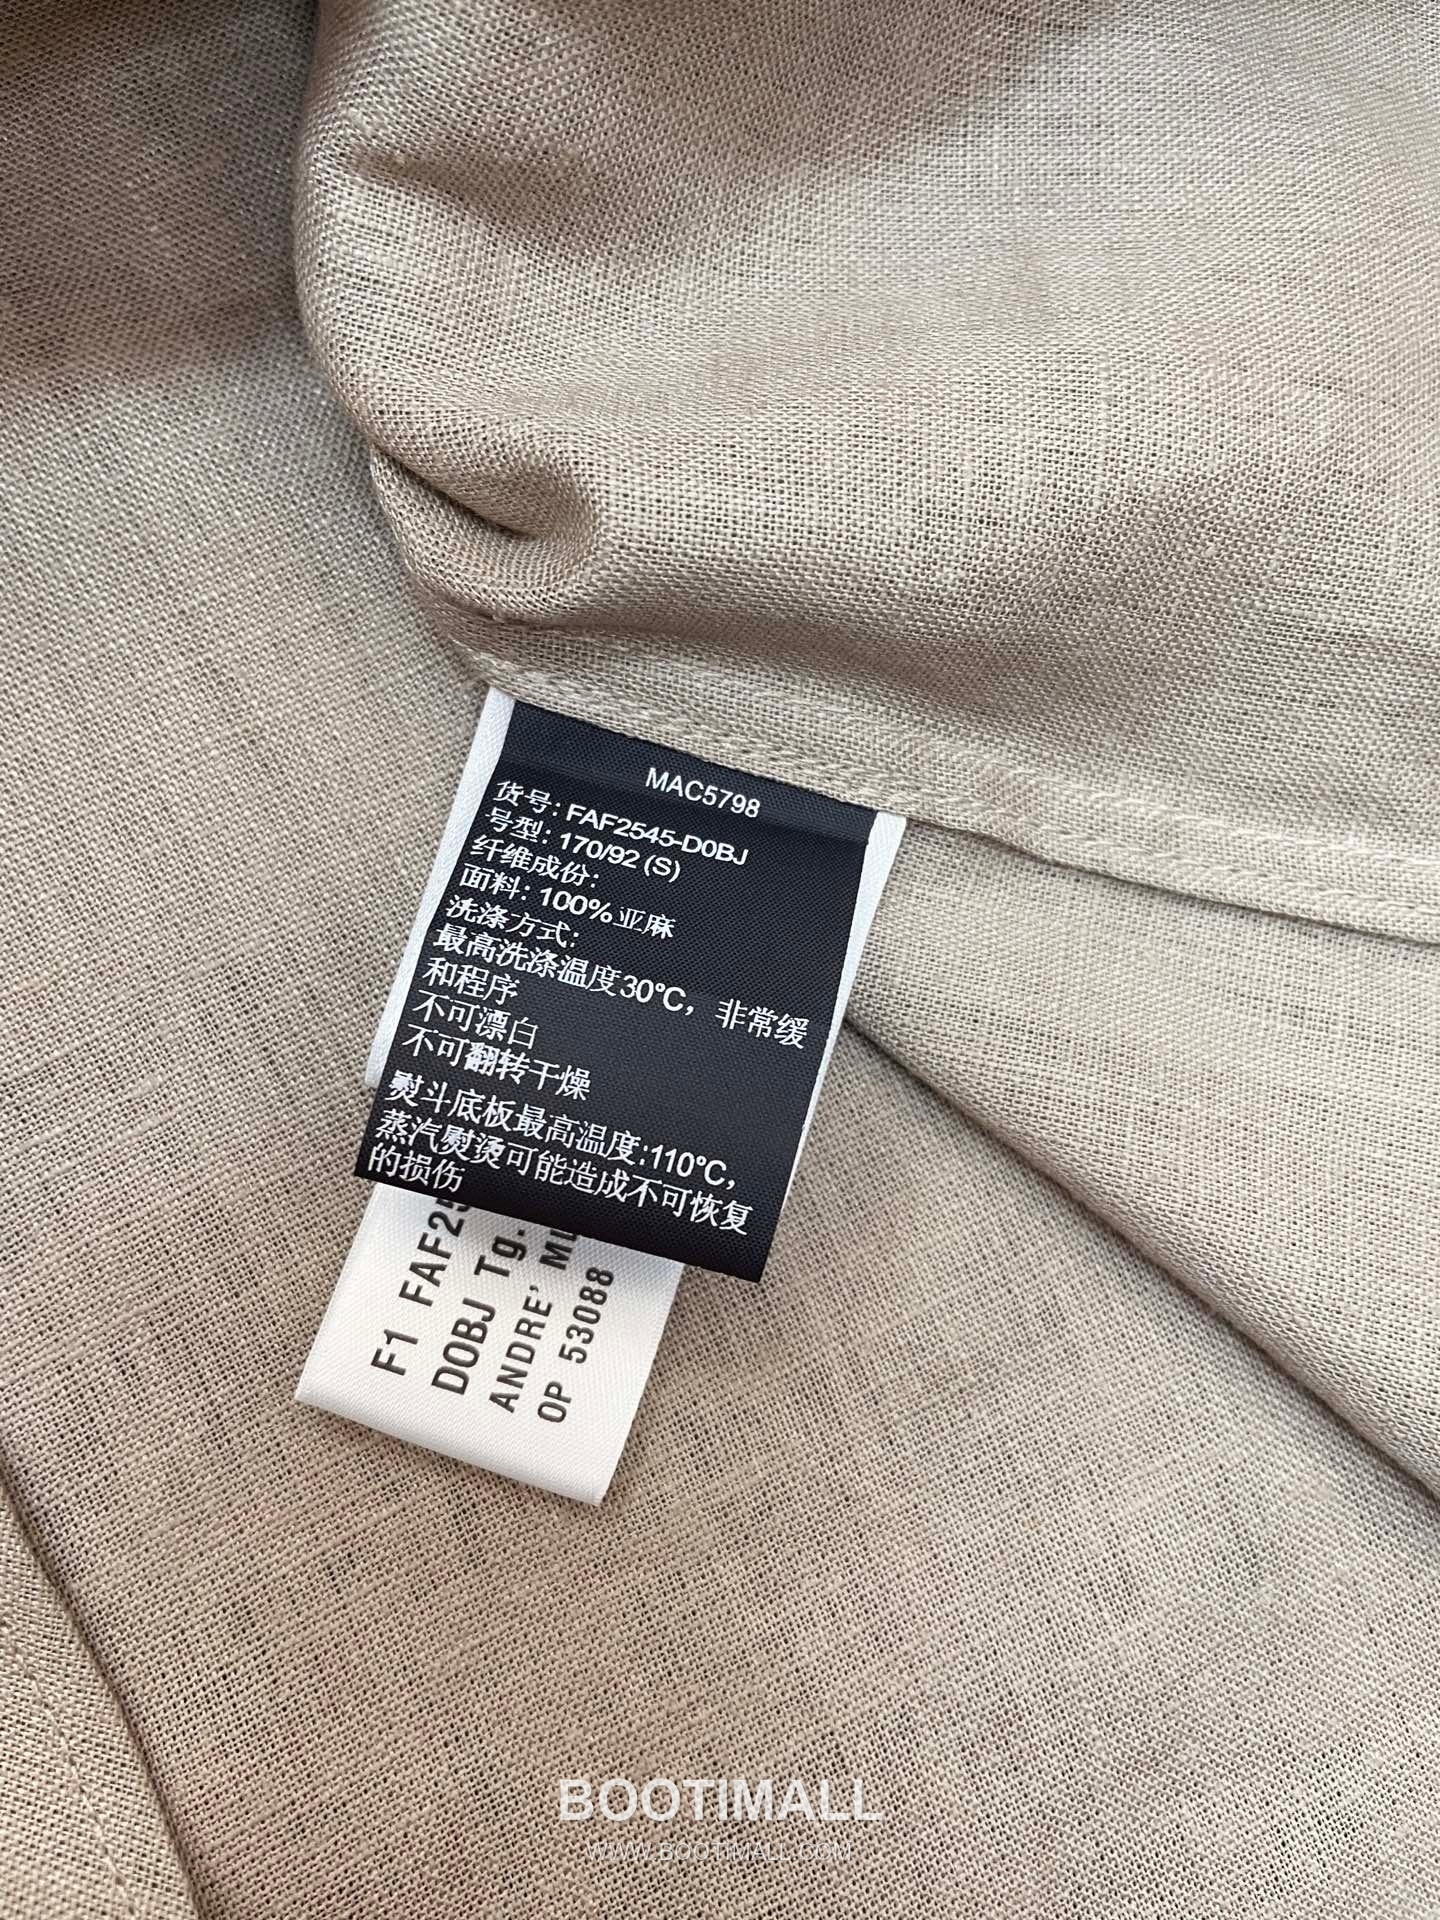 MAC5798
货号: FAF2545-D0BJ
号型: 170/92 (S)
纤维成份:
面料: 100% 亚麻
洗涤方式:
最高洗涤温度30°C, 非常缓
和程序
不可漂白
不可翻转干燥
熨斗底板最高温度:110°C,
蒸汽熨烫可能造成不可恢复
的损伤
F1 FAF25
D0BJ Tg.
ANDRE'
OP 53088
BOOTIMALL
WWW.BOOTIMALL.COM